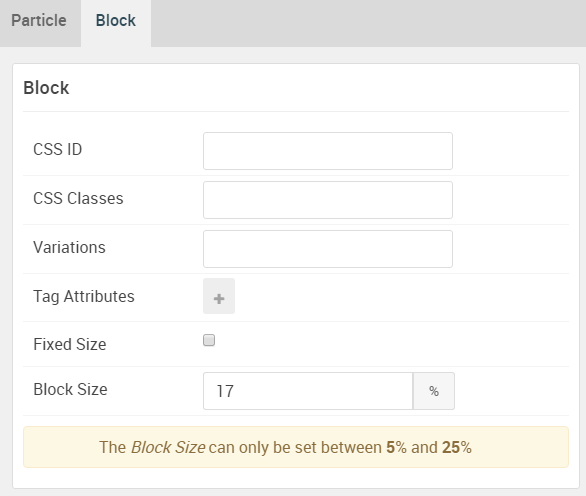 Particle Block
Block
CSS ID
CSS Classes
Variations
Tag Attributes +
Fixed Size
Block Size 17 %
The Block Size can only be set between 5% and 25%